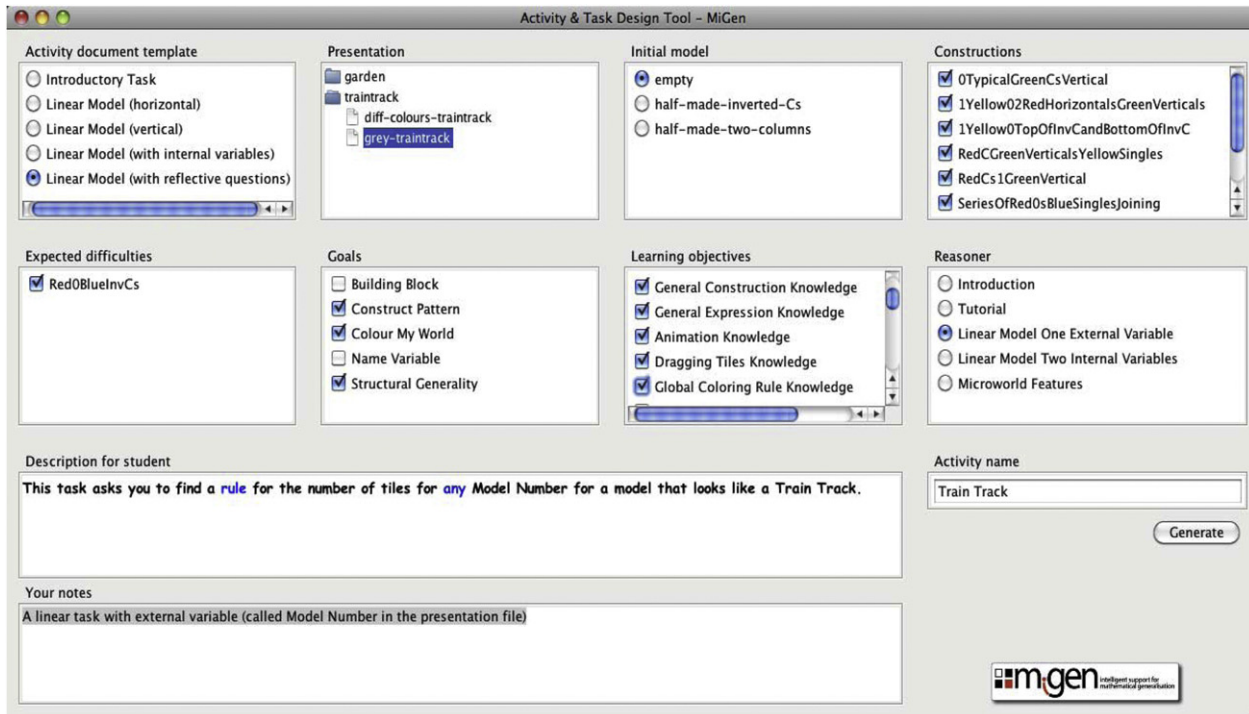 Activity & Task Design Tool – MiGen
Activity document template
Introductory Task
Linear Model (horizontal)
Linear Model (vertical)
Linear Model (with internal variables)
Linear Model (with reflective questions)
Presentation
garden
traintrack
diff-colours-traintrack
grey-traintrack
Initial model
empty
half-made-inverted-Cs
half-made-two-columns
Constructions
0TypicalGreenCsVertical
1Yellow02RedHorizontalsGreenVerticals
1Yellow0TopOfInvCandBottomOfInvC
RedCGreenVerticalsYellowSingles
RedCs1GreenVertical
SeriesOfRed0sBlueSinglesJoining
Expected difficulties
Red0BlueInvCs
Goals
Building Block
Construct Pattern
Colour My World
Name Variable
Structural Generality
Learning objectives
General Construction Knowledge
General Expression Knowledge
Animation Knowledge
Dragging Tiles Knowledge
Global Coloring Rule Knowledge
Reasoner
Introduction
Tutorial
Linear Model One External Variable
Linear Model Two Internal Variables
Microworld Features
Description for student
This task asks you to find a rule for the number of tiles for any Model Number for a model that looks like a Train Track.
Activity name
Train Track
Generate
Your notes
A linear task with external variable (called Model Number in the presentation file)
migen
intelligent support for
mathematical generalisation